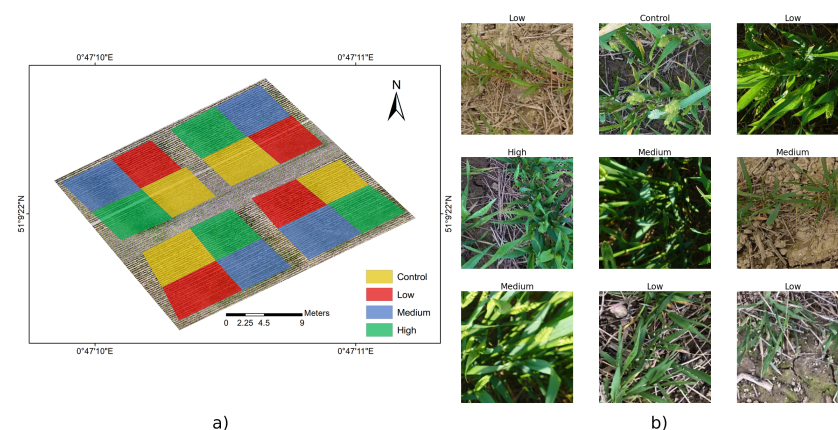 0°47'10"E
0°47'11"E
N
51°9'22"N
51°9'22"N
Control
Low
Medium
High
Meters
0 2.25 4.5 9
0°47'10"E
0°47'11"E
a)
Low
Control
Low
High
Medium
Medium
Medium
Low
Low
b)